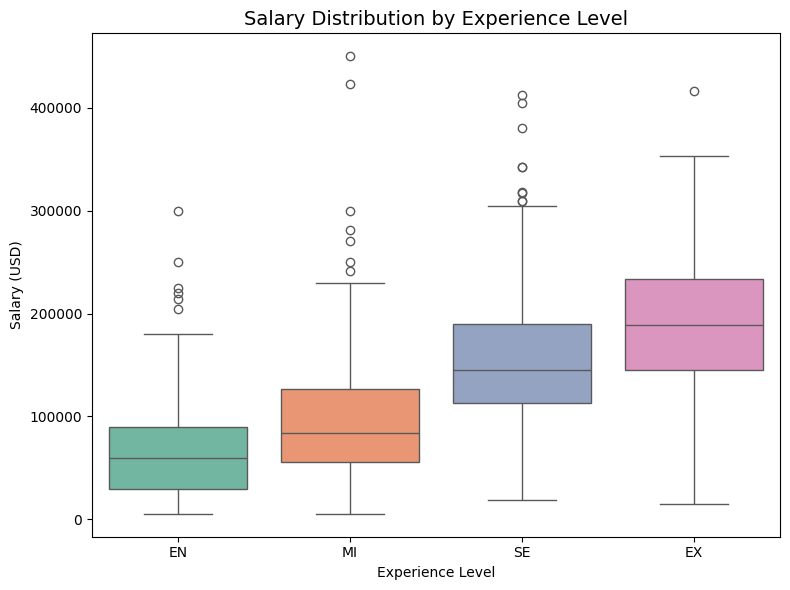 Salary Distribution by Experience Level
400000
300000
200000
100000
0
Salary (USD)
EN MI SE EX
Experience Level